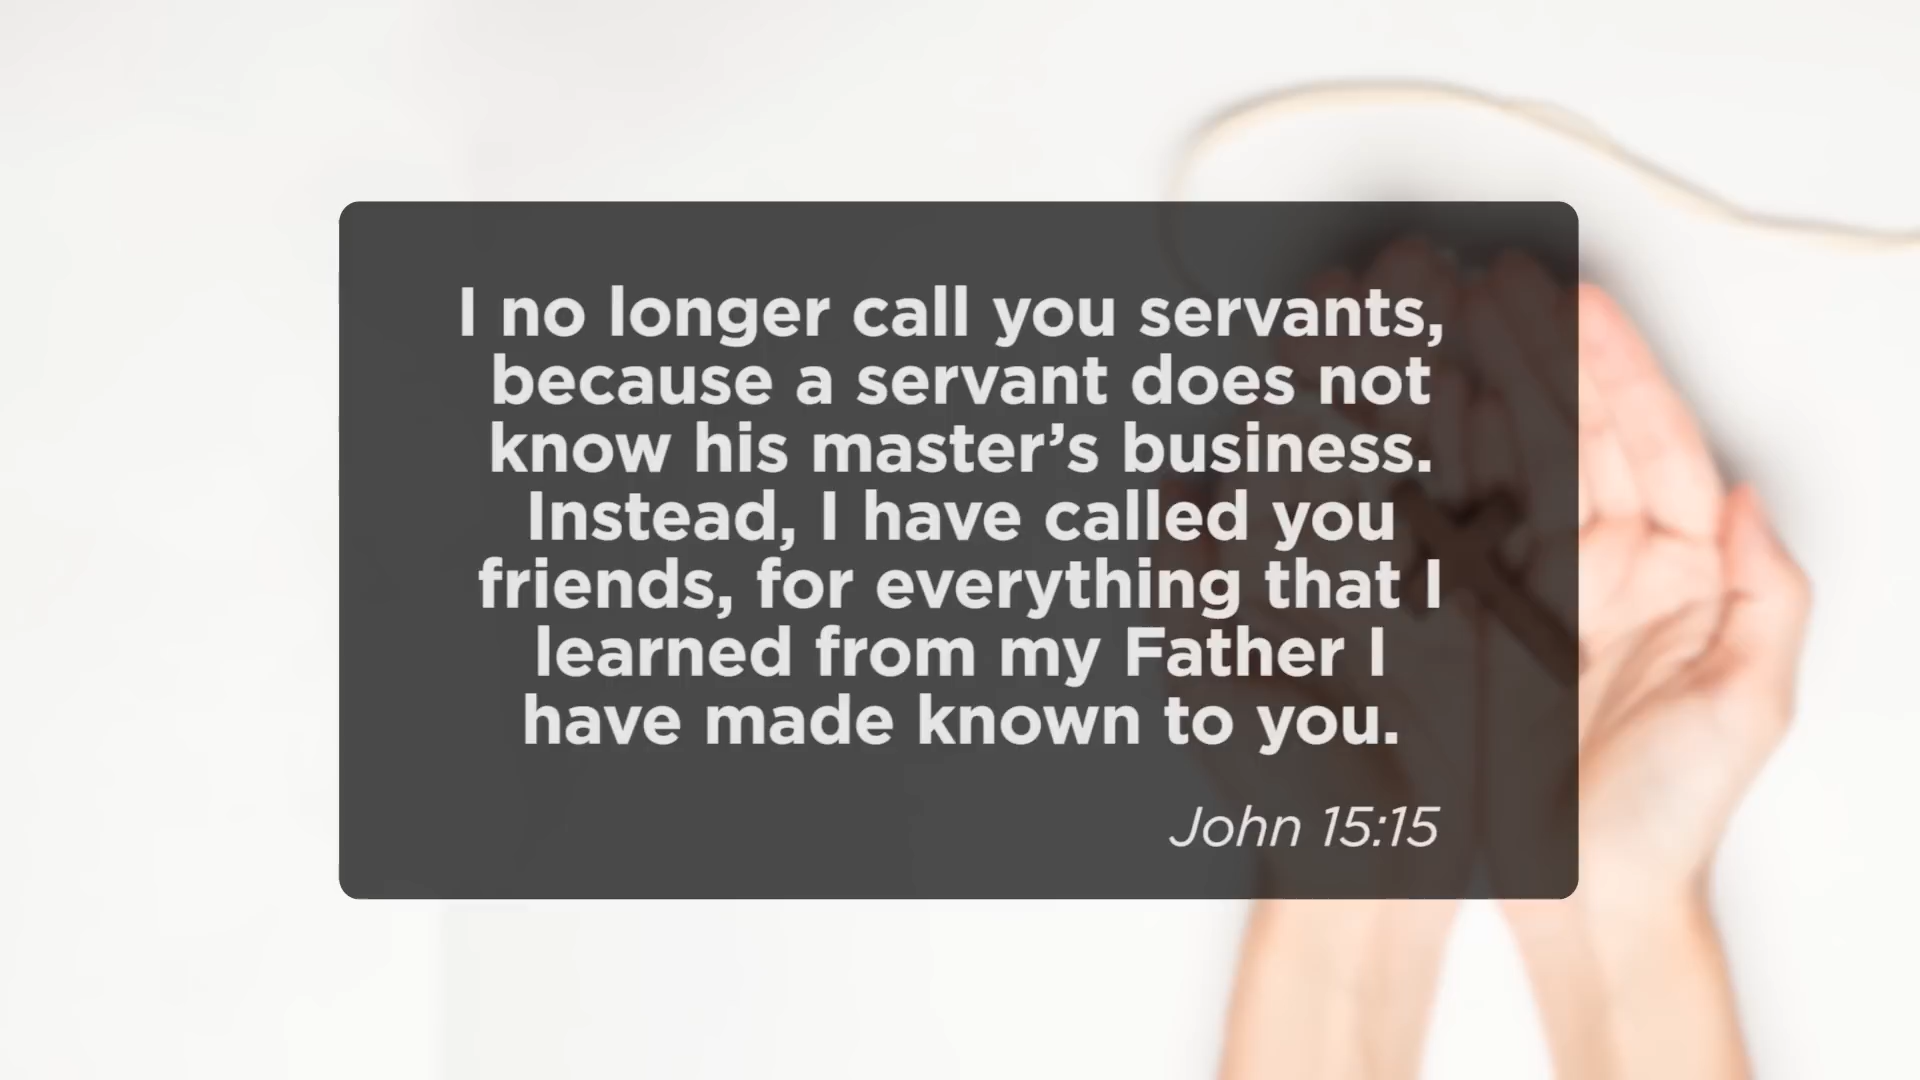 I no longer call you servants,
because a servant does not
know his master’s business.
Instead, I have called you
friends, for everything that I
learned from my Father I
have made known to you.
John 15:15